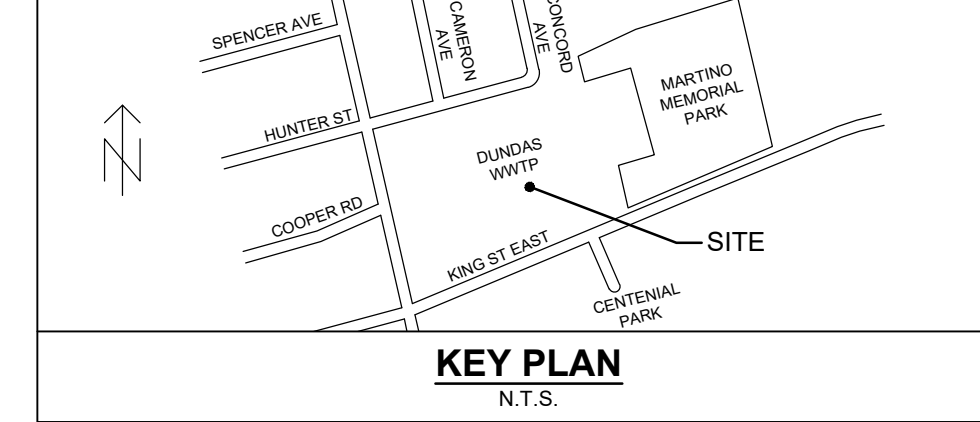 SPENCER AVE
CAMERON
AVE
CONCORD
AVE
MARTINO
MEMORIAL
PARK
HUNTER ST
DUNDAS
WWTP
COOPER RD
SITE
KING ST EAST
CENTENIAL
PARK
N
KEY PLAN
N.T.S.